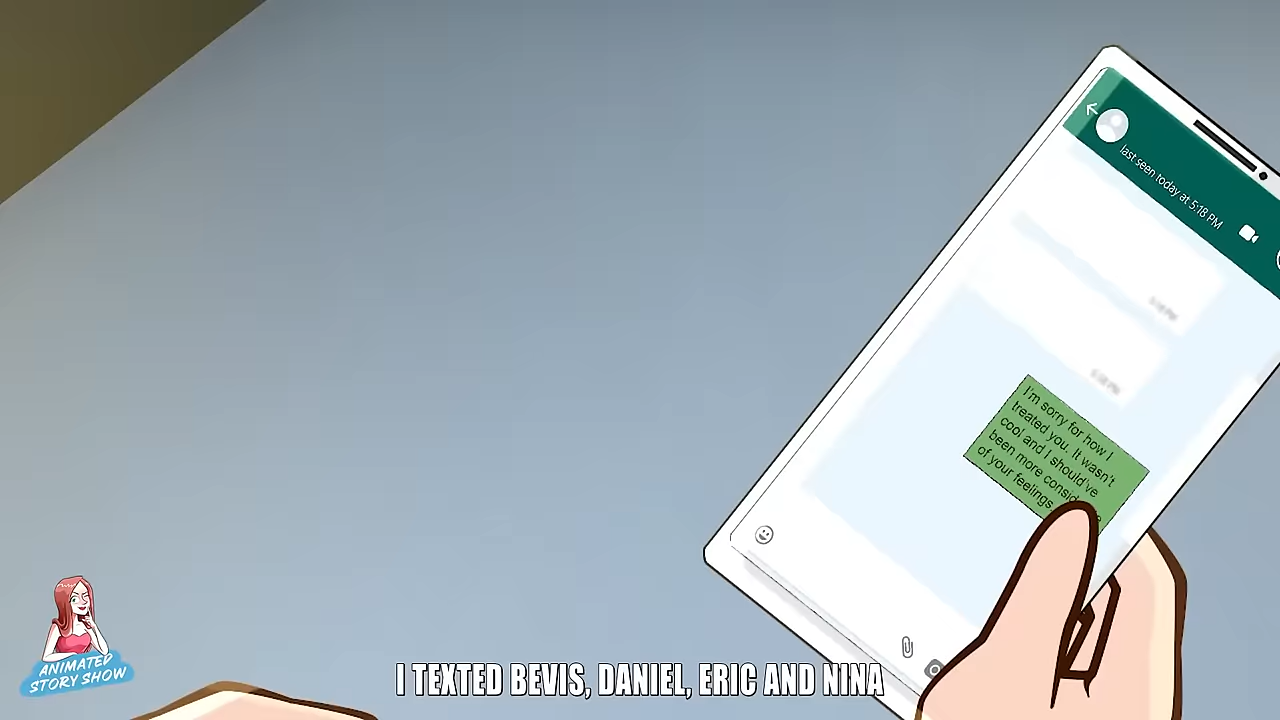 last seen today at 5:18 PM
I'm sorry for how I
treated you. It wasn't
cool and I should've
been more
of your feelings
ANIMATED
STORY SHOW
I TEXTED BEVIS, DANIEL, ERIC AND NINA